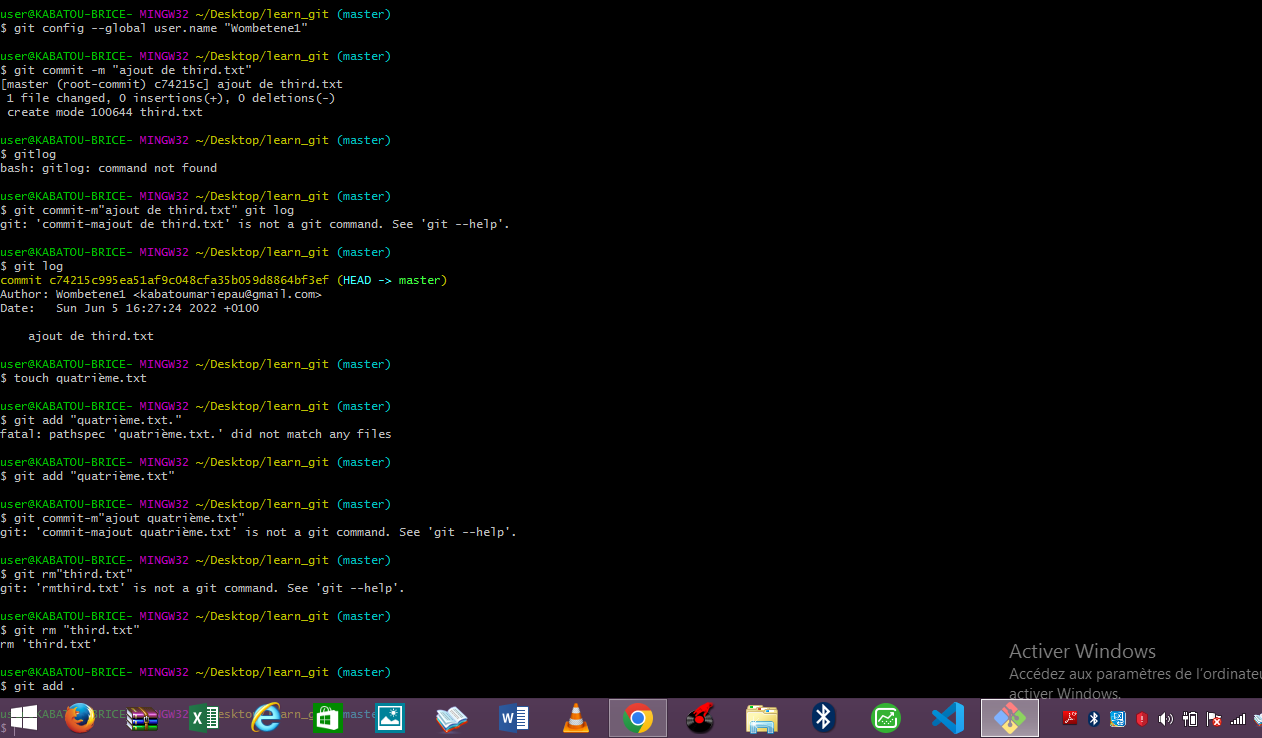 user@KABATOU-BRICE- MINGW32 ~/Desktop/learn_git (master)
$ git config --global user.name "Wombetene1"
user@KABATOU-BRICE- MINGW32 ~/Desktop/learn_git (master)
$ git commit -m "ajout de third.txt"
[master (root-commit) c74215c] ajout de third.txt
1 file changed, 0 insertions(+), 0 deletions(-)
create mode 100644 third.txt
user@KABATOU-BRICE- MINGW32 ~/Desktop/learn_git (master)
$ gitlog
bash: gitlog: command not found
user@KABATOU-BRICE- MINGW32 ~/Desktop/learn_git (master)
$ git commit-m"ajout de third.txt" git log
git: 'commit-majout de third.txt' is not a git command. See 'git --help'.
user@KABATOU-BRICE- MINGW32 ~/Desktop/learn_git (master)
$ git log
commit c74215c995ea51af9c048cfa35b059d8864bf3ef (HEAD -> master)
Author: Wombetene1 <kabatoumariepau@gmail.com>
Date:   Sun Jun 5 16:27:24 2022 +0100
ajout de third.txt
user@KABATOU-BRICE- MINGW32 ~/Desktop/learn_git (master)
$ touch quatrième.txt
user@KABATOU-BRICE- MINGW32 ~/Desktop/learn_git (master)
$ git add "quatrième.txt."
fatal: pathspec 'quatrième.txt.' did not match any files
user@KABATOU-BRICE- MINGW32 ~/Desktop/learn_git (master)
$ git add "quatrième.txt"
user@KABATOU-BRICE- MINGW32 ~/Desktop/learn_git (master)
$ git commit-m"ajout quatrième.txt"
git: 'commit-majout quatrième.txt' is not a git command. See 'git --help'.
user@KABATOU-BRICE- MINGW32 ~/Desktop/learn_git (master)
$ git rm"third.txt"
git: 'rmthird.txt' is not a git command. See 'git --help'.
user@KABATOU-BRICE- MINGW32 ~/Desktop/learn_git (master)
$ git rm "third.txt"
rm 'third.txt'
user@KABATOU-BRICE- MINGW32 ~/Desktop/learn_git (master)
$ git add .
Activer Windows
Accédez aux paramètres de l'ordinateu
activer Windows.